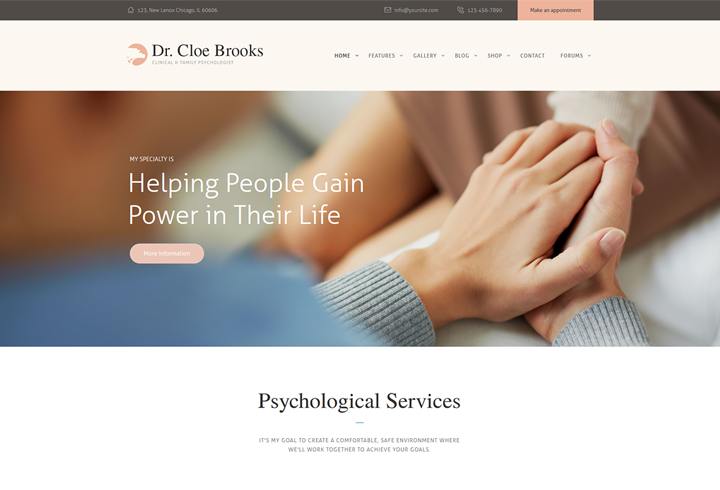 123, New Lenox Chicago, IL 60606
info@yoursite.com
123-456-7890
Make an appointment
Dr. Cloe Brooks
CLINICAL & FAMILY PSYCHOLOGIST
HOME
FEATURES
GALLERY
BLOG
SHOP
CONTACT
FORUMS
MY SPECIALTY IS
Helping People Gain
Power in Their Life
More Information
Psychological Services
IT'S MY GOAL TO CREATE A COMFORTABLE, SAFE ENVIRONMENT WHERE
WE'LL WORK TOGETHER TO ACHIEVE YOUR GOALS.